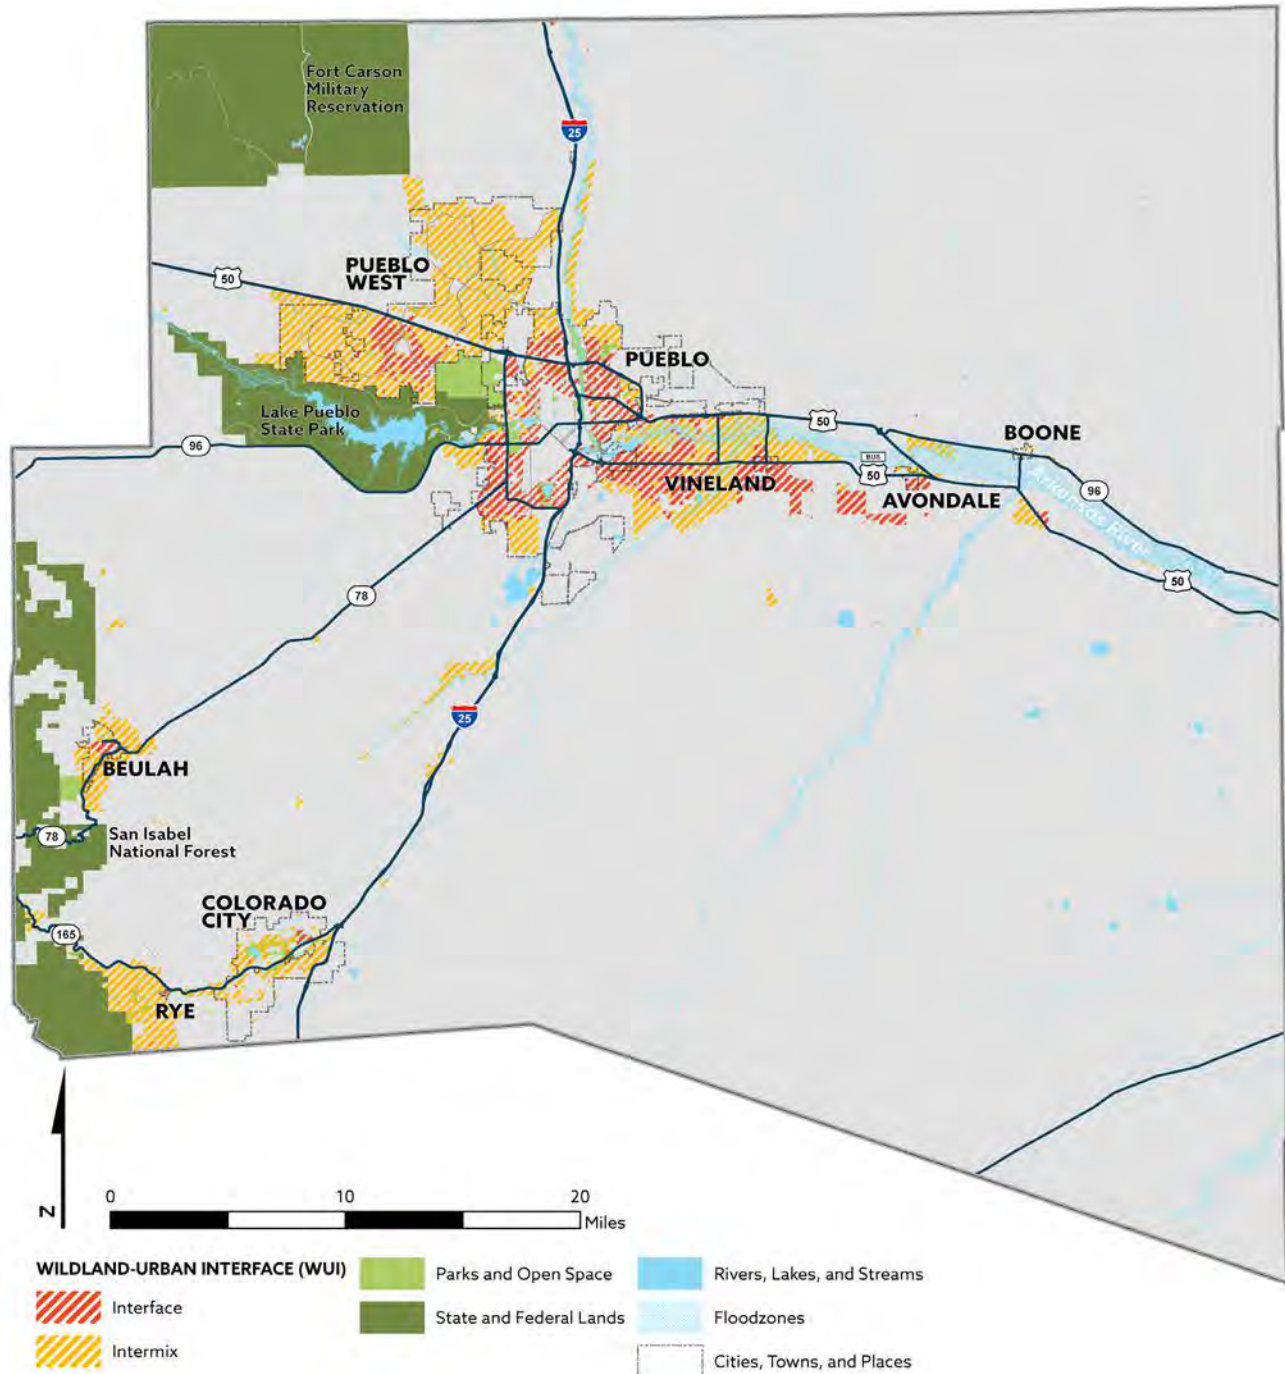 Fort Carson
Military
Reservation
25
PUEBLO
WEST
50
PUEBLO
Lake Pueblo
State Park
96
50
BOONE
BUS
50
VINELAND
AVONDALE
96
Arkansas River
50
78
25
BEULAH
78
San Isabel
National Forest
COLORADO
CITY
165
RYE
N
0 10 20
Miles
WILDLAND-URBAN INTERFACE (WUI)
Interface
Intermix
Parks and Open Space
State and Federal Lands
Rivers, Lakes, and Streams
Floodzones
Cities, Towns, and Places